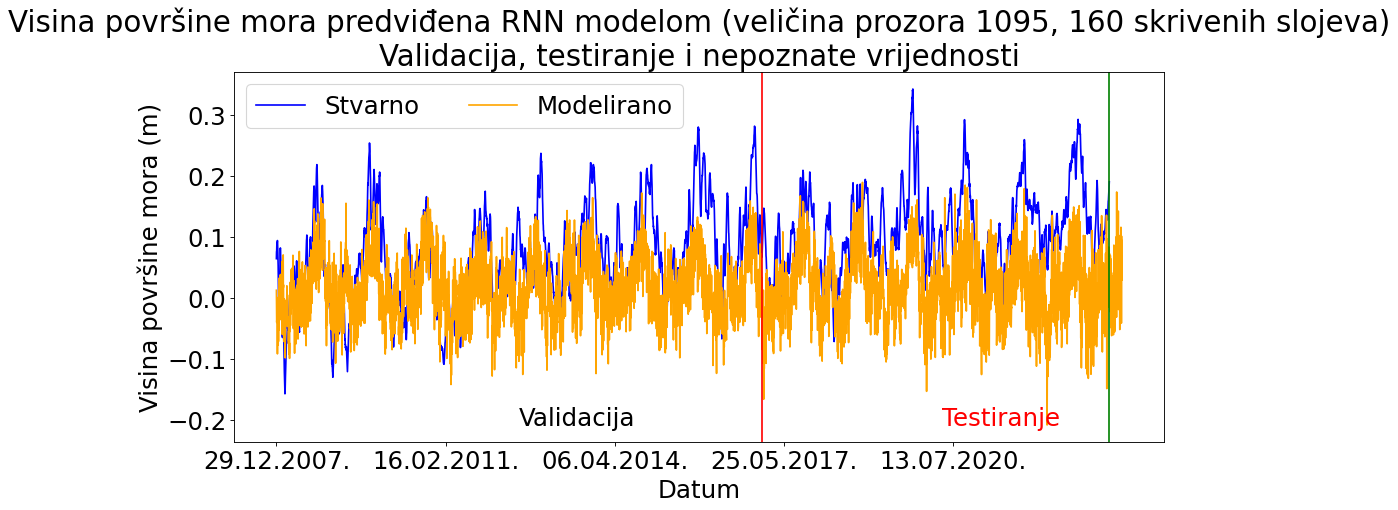 Visina površine mora predviđena RNN modelom (veličina prozora 1095, 160 skrivenih slojeva)
Validacija, testiranje i nepoznate vrijednosti
Stvarno Modelirano
Visina površine mora (m)
0.3
0.2
0.1
0.0
−0.1
−0.2
Validacija Testiranje
29.12.2007. 16.02.2011. 06.04.2014. 25.05.2017. 13.07.2020.
Datum